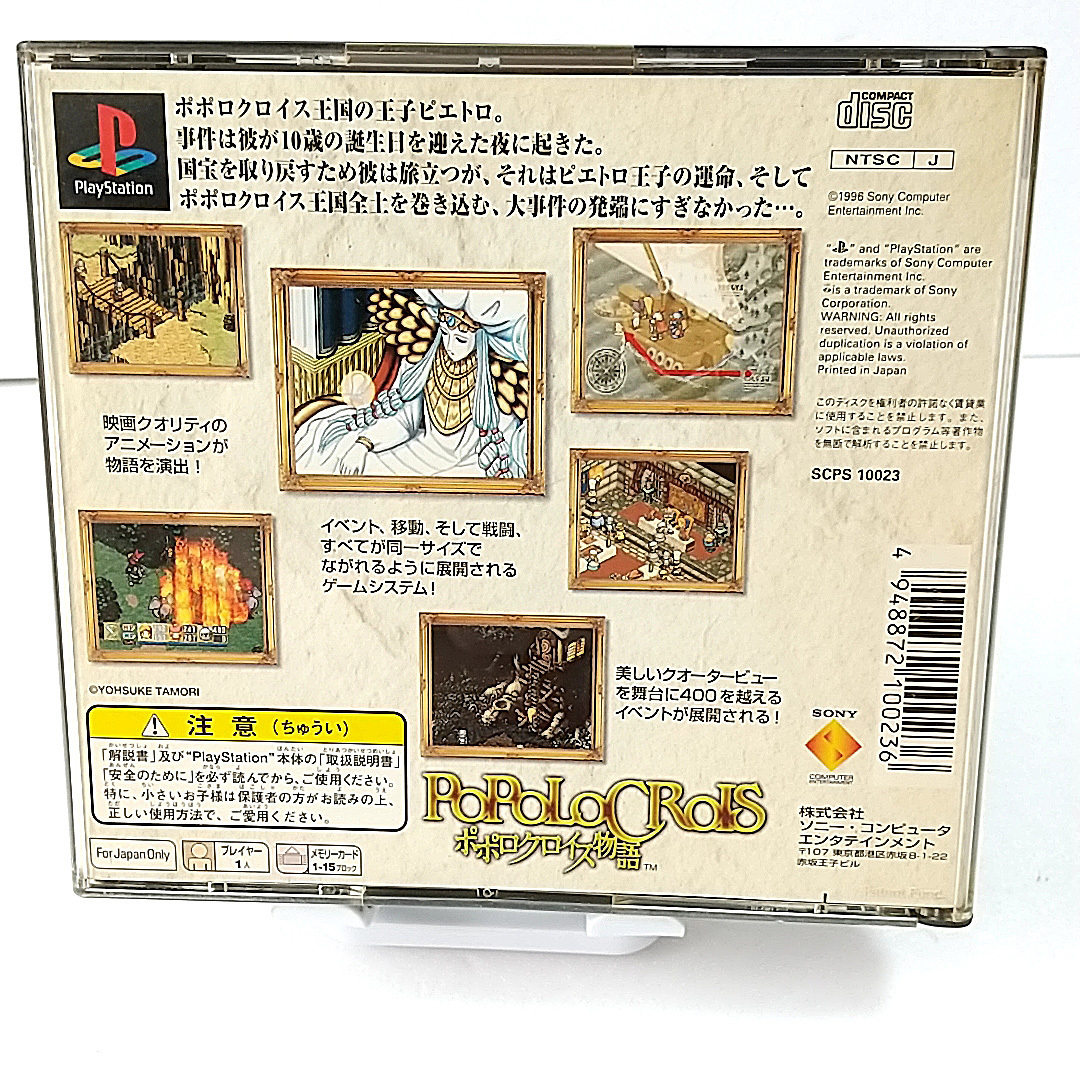 PlayStation
ポポロクロイス王国の王子ピエトロ。
事件は彼が10歳の誕生日を迎えた夜に起きた。
国宝を取り戻すため彼は旅立つが、それはピエトロ王子の運命、そして
ポポロクロイス王国全土を巻き込む、大事件の発端にすぎなかった…。
COMPACT
disc
NTSC J
©1996 Sony Computer
Entertainment Inc.
" " and "PlayStation" are
trademarks of Sony Computer
Entertainment Inc.
is a trademark of Sony
Corporation.
WARNING: All rights
reserved. Unauthorized
duplication is a violation of
applicable laws.
Printed in Japan
このディスクを権利者の許諾なく賃貸業
に使用することを禁止します。また、
ソフトに含まれるプログラム等著作物
を無断で解析することを禁止します。
SCPS 10023
映画クオリティの
アニメーションが
物語を演出！
イベント、移動、そして戦闘、
すべてが同一サイズで
ながれるように展開される
ゲームシステム！
美しいクオータービュー
を舞台に400を越える
イベントが展開される！
4 948872 100236
©YOHSUKE TAMORI
注意（ちゅうい）
「解説書」及び"PlayStation"本体の「取扱説明書」
「安全のために」を必ず読んでから、ご使用ください。
特に、小さいお子様は保護者の方がお読みの上、
正しい使用方法で、ご愛用ください。
For Japan Only
プレイヤー
1人
メモリーカード
1-15ブロック
POPOLOCROIS
ポポロクロイス物語™
SONY
COMPUTER
ENTERTAINMENT
株式会社
ソニー・コンピュータ
エンタテインメント
〒107 東京都港区赤坂8-1-22
赤坂王子ビル